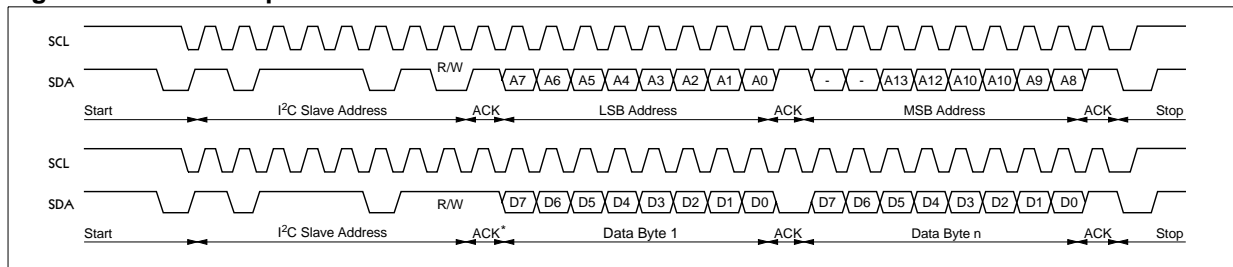 SCL
R/W
SDA A7 A6 A5 A4 A3 A2 A1 A0 - - A13 A12 A10 A10 A9 A8
Start I²C Slave Address ACK LSB Address ACK MSB Address ACK Stop
SCL
SDA R/W D7 D6 D5 D4 D3 D2 D1 D0 D7 D6 D5 D4 D3 D2 D1 D0
Start I²C Slave Address ACK* Data Byte 1 ACK Data Byte n ACK Stop